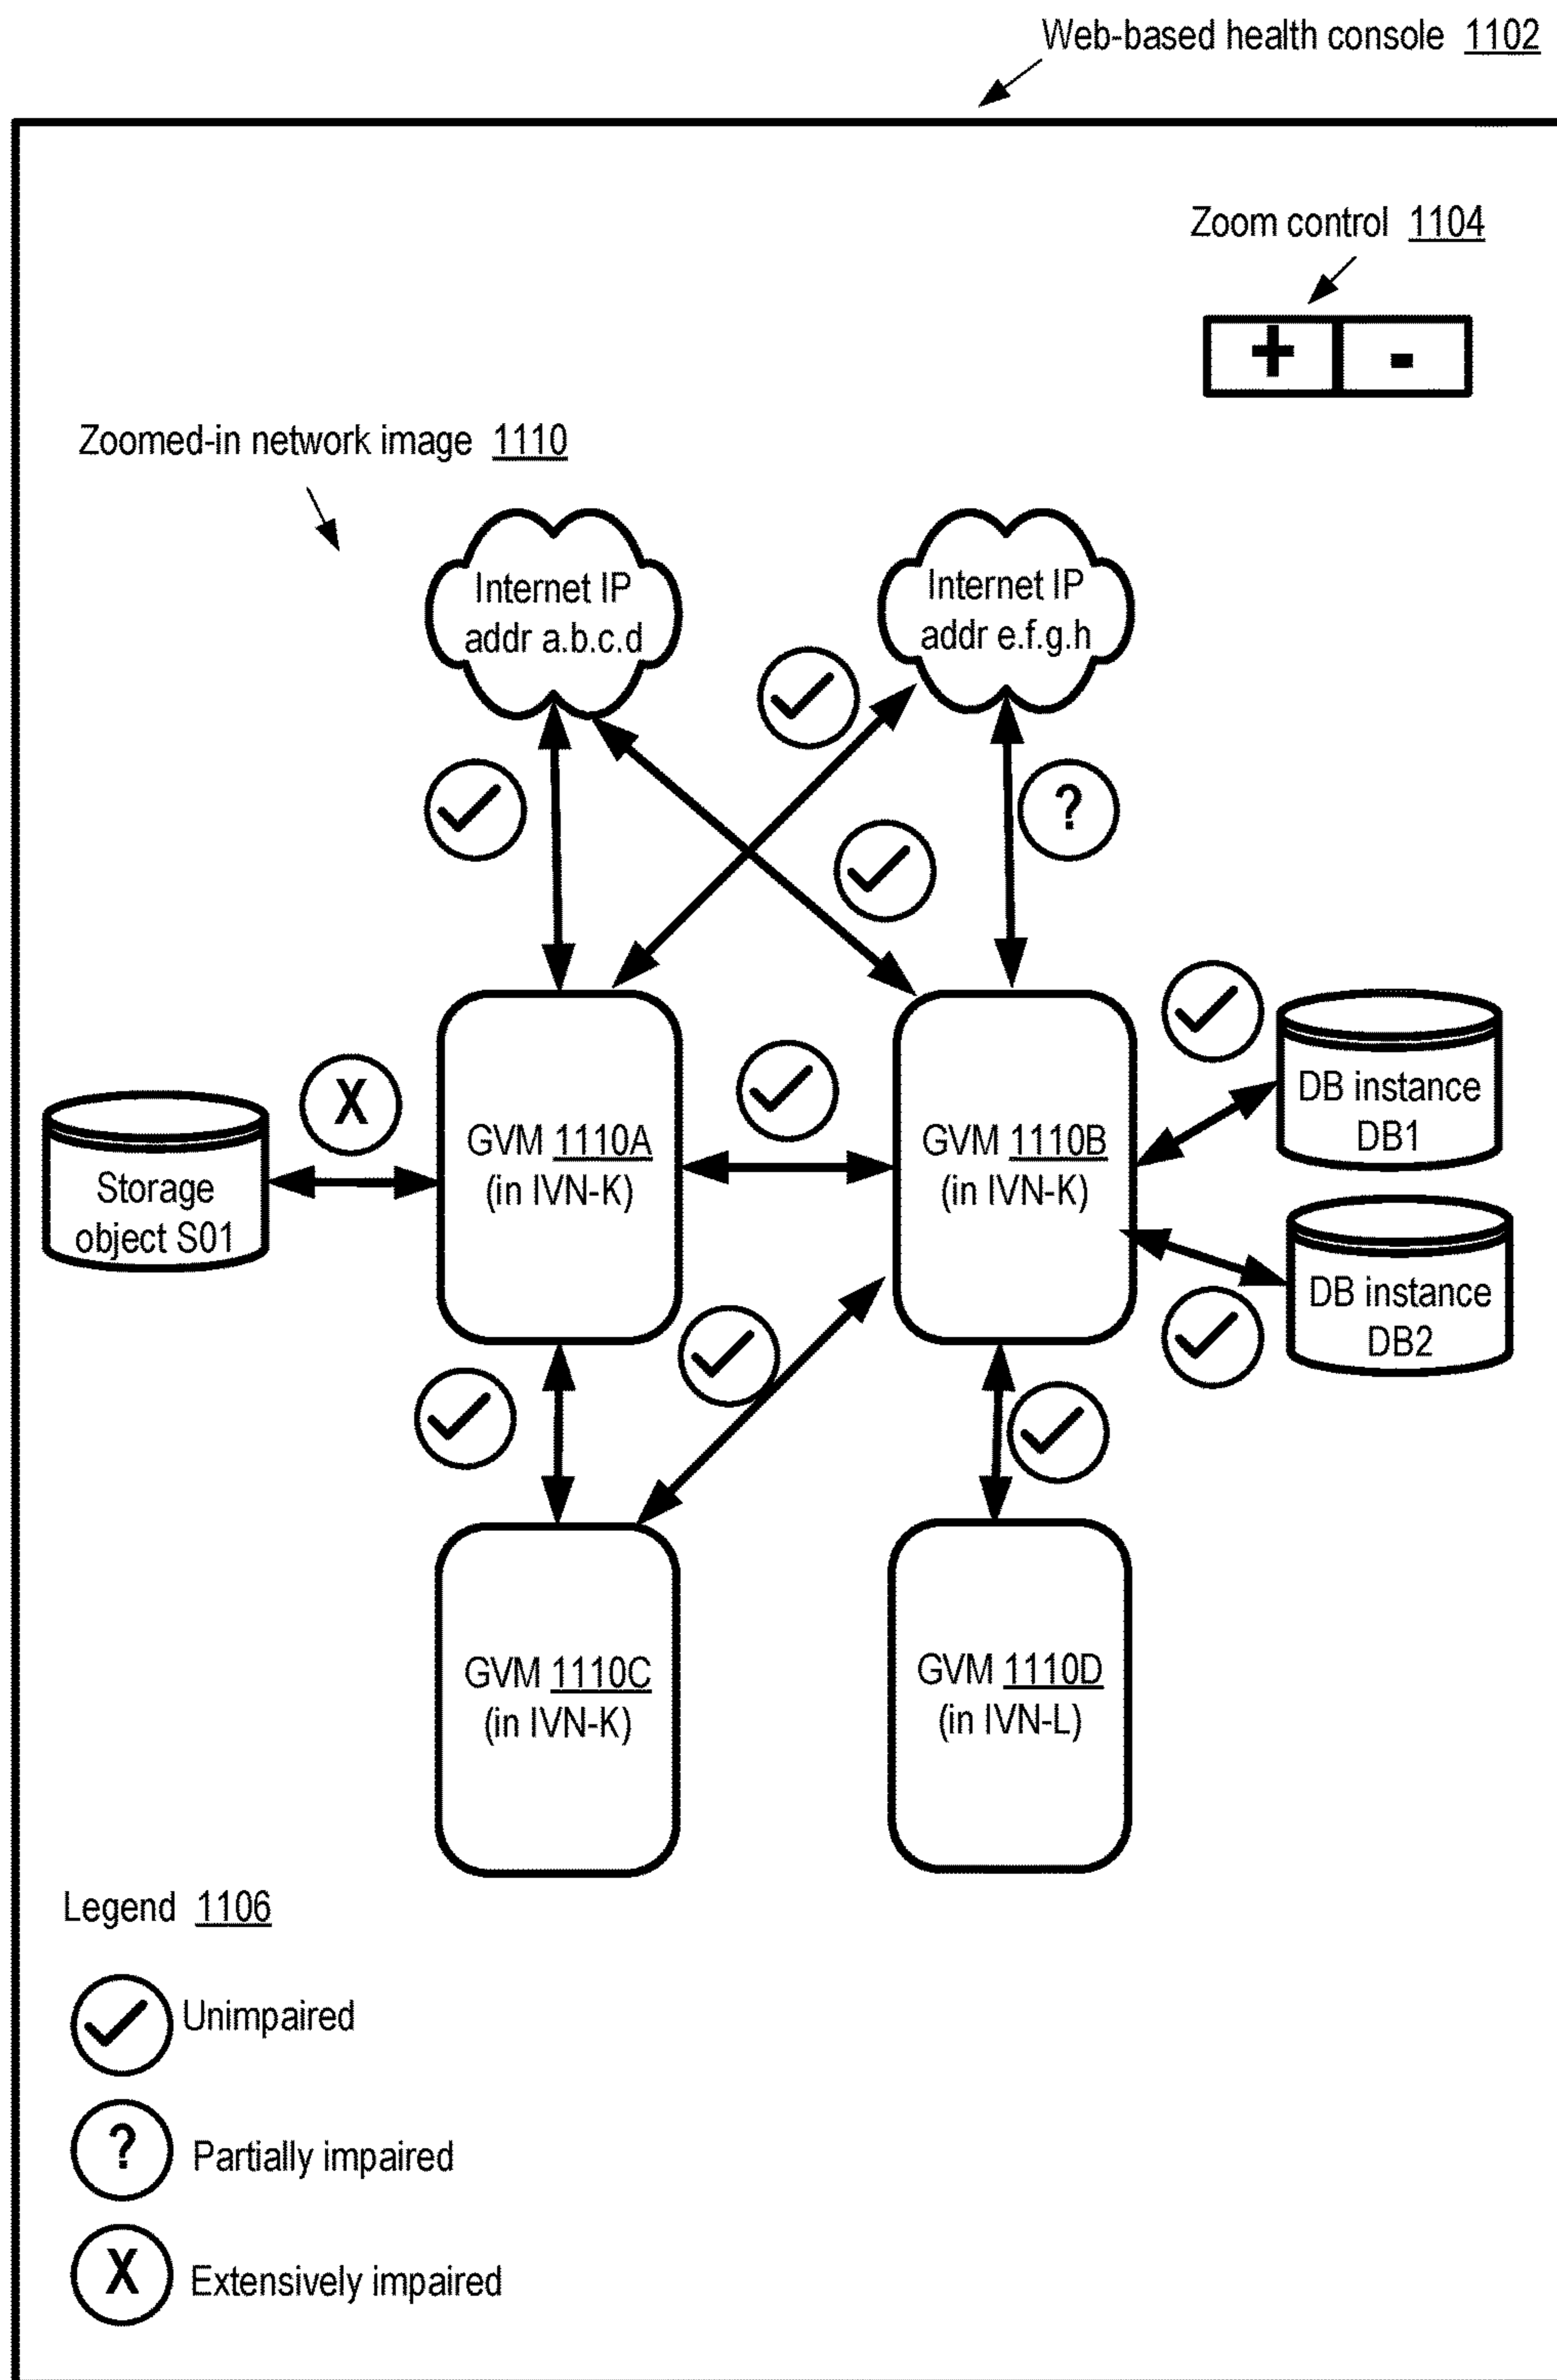 Web-based health console 1102
Zoom control 1104
+ -
Zoomed-in network image 1110
Internet IP
addr a.b.c.d
Internet IP
addr e.f.g.h
?
DB instance
DB1
X
GVM 1110A
(in IVN-K)
GVM 1110B
(in IVN-K)
Storage
object S01
DB instance
DB2
GVM 1110C
(in IVN-K)
GVM 1110D
(in IVN-L)
Legend 1106
Unimpaired
? Partially impaired
X Extensively impaired